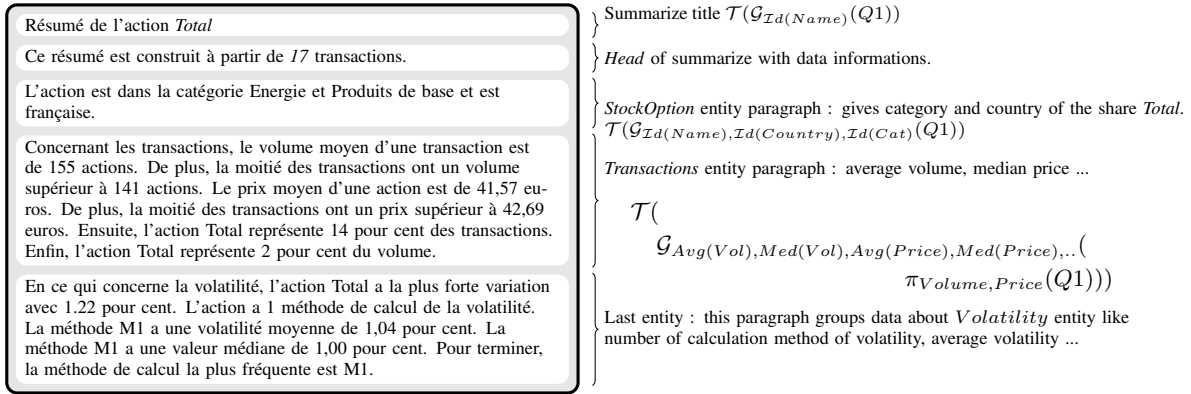 Résumé de l'action Total
Ce résumé est construit à partir de 17 transactions.
L'action est dans la catégorie Energie et Produits de base et est
française.
Concernant les transactions, le volume moyen d'une transaction est
de 155 actions. De plus, la moitié des transactions ont un volume
supérieur à 141 actions. Le prix moyen d'une action est de 41,57 eu-
ros. De plus, la moitié des transactions ont un prix supérieur à 42,69
euros. Ensuite, l'action Total représente 14 pour cent des transactions.
Enfin, l'action Total représente 2 pour cent du volume.
En ce qui concerne la volatilité, l'action Total a la plus forte variation
avec 1.22 pour cent. L'action a 1 méthode de calcul de la volatilité.
La méthode M1 a une volatilité moyenne de 1,04 pour cent. La
méthode M1 a une valeur médiane de 1,00 pour cent. Pour terminer,
la méthode de calcul la plus fréquente est M1.
Summarize title 𝒯(𝒢_{ℐd(Name)}(Q1))
Head of summarize with data informations.
StockOption entity paragraph : gives category and country of the share Total.
𝒯(𝒢_{ℐd(Name),ℐd(Country),ℐd(Cat)}(Q1))
Transactions entity paragraph : average volume, median price ...
𝒯(
𝒢_{Avg(Vol),Med(Vol),Avg(Price),Med(Price),..}(
π_{Volume,Price}(Q1)))
Last entity : this paragraph groups data about Volatility entity like
number of calculation method of volatility, average volatility ...